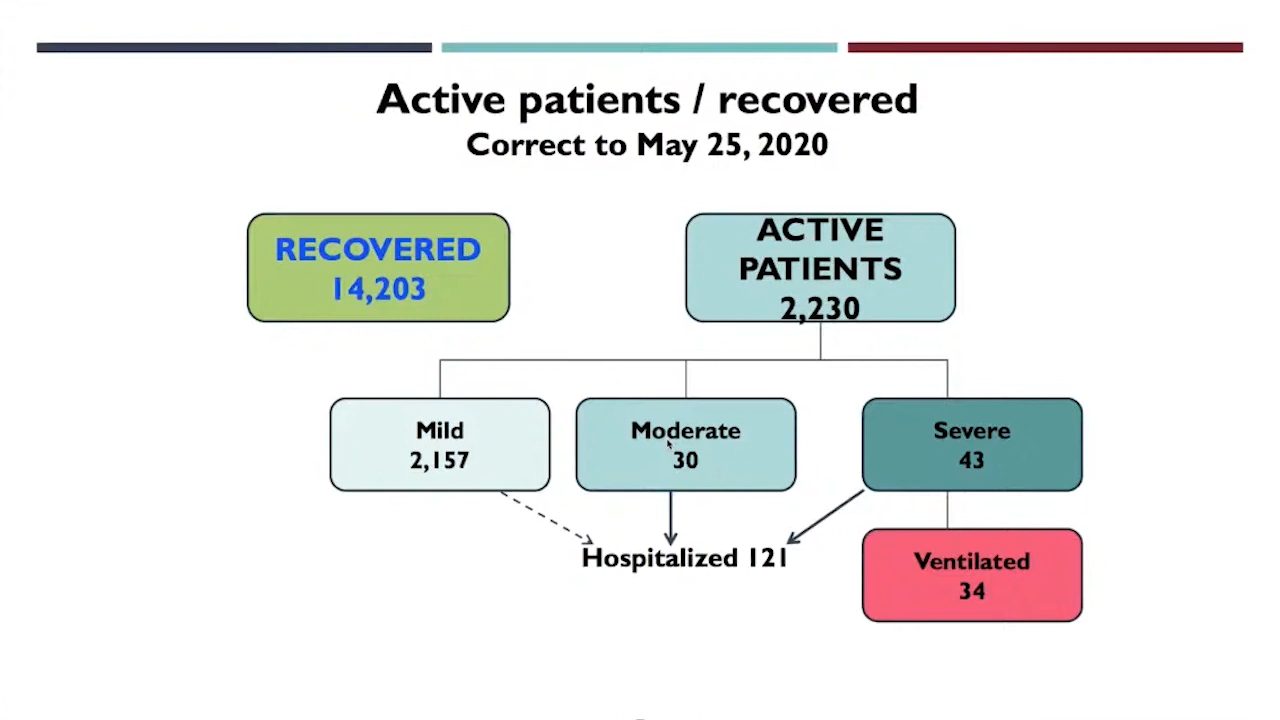 Active patients / recovered
Correct to May 25, 2020
RECOVERED
14,203
ACTIVE
PATIENTS
2,230
Mild
2,157
Moderate
30
Severe
43
Hospitalized 121
Ventilated
34